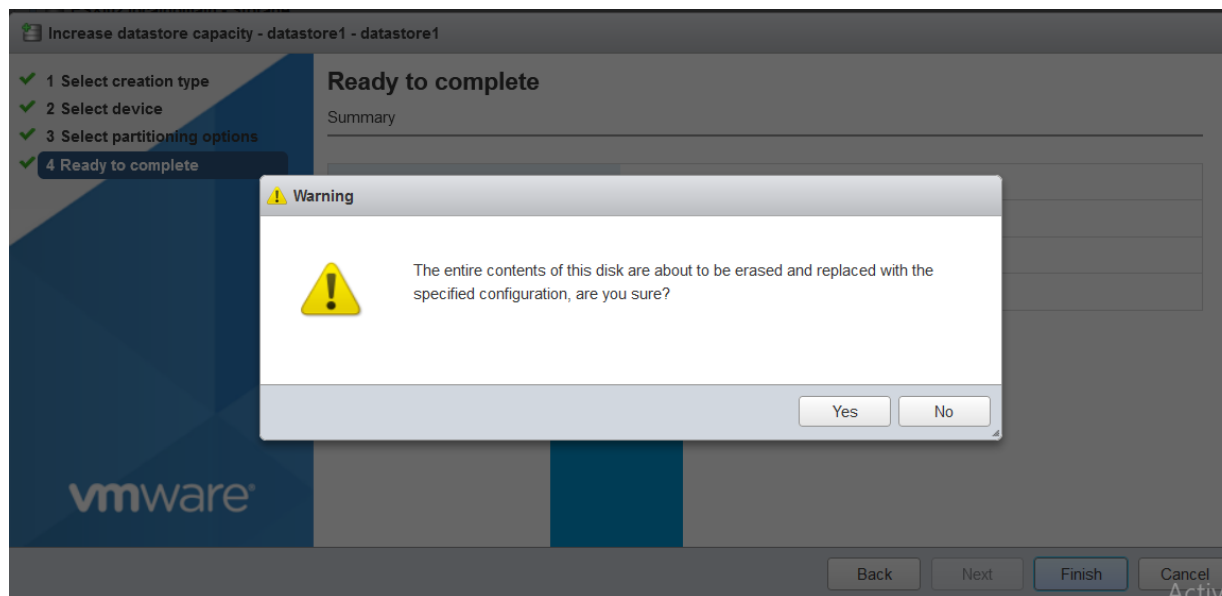 Increase datastore capacity - datastore1 - datastore1
1 Select creation type
2 Select device
3 Select partitioning options
4 Ready to complete
Ready to complete
Summary
Warning
The entire contents of this disk are about to be erased and replaced with the
specified configuration, are you sure?
Yes
No
vmware
Back
Next
Finish
Cancel